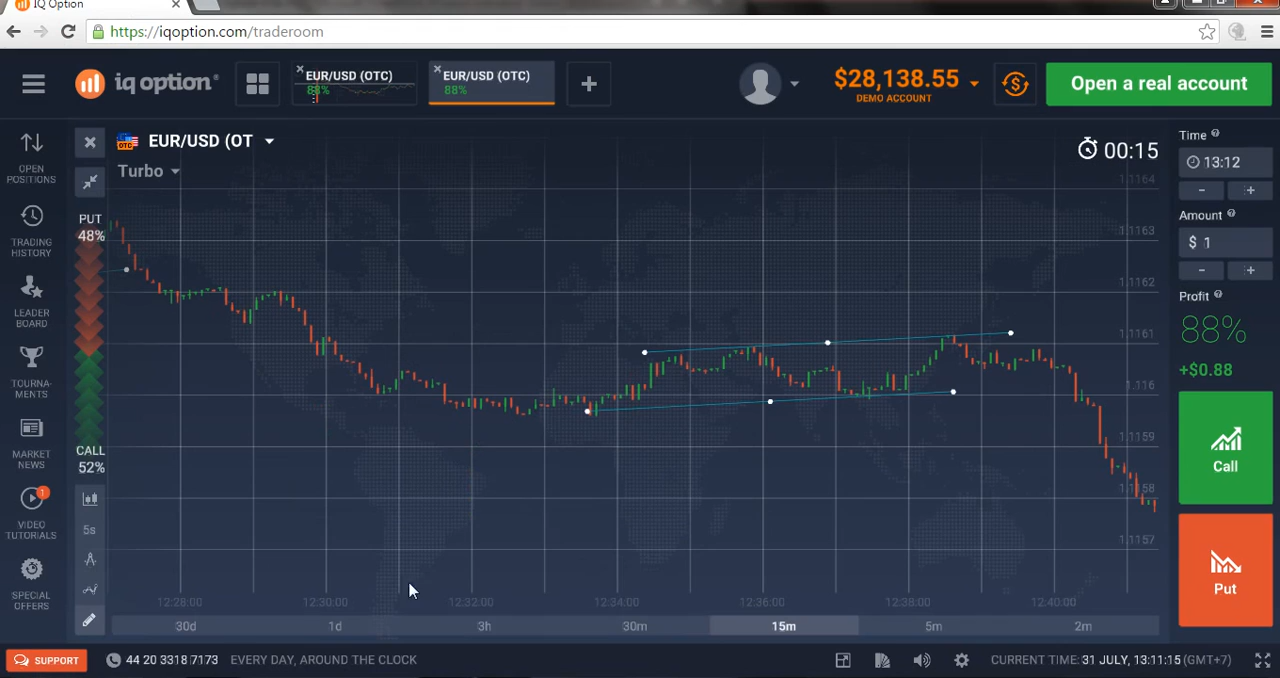 IQ Option
https://iqoption.com/traderoom
iq option®
EUR/USD (OTC)
88%
EUR/USD (OTC)
88%
$28,138.55
DEMO ACCOUNT
Open a real account
OPEN
POSITIONS
TRADING
HISTORY
LEADER
BOARD
TOURNA-
MENTS
MARKET
NEWS
1
VIDEO
TUTORIALS
SPECIAL
OFFERS
OTC
EUR/USD (OT
Turbo
00:15
PUT
48%
CALL
52%
5s
1.1164
1.1163
1.1162
1.1161
1.116
1.1159
1.1158
1.1157
12:28:00
12:30:00
12:32:00
12:34:00
12:36:00
12:38:00
12:40:00
30d
1d
3h
30m
15m
5m
2m
Time
13:12
-
+
Amount
$ 1
-
+
Profit
88%
+$0.88
Call
Put
SUPPORT
44 20 3318 7173
EVERY DAY, AROUND THE CLOCK
CURRENT TIME: 31 JULY, 13:11:15 (GMT+7)